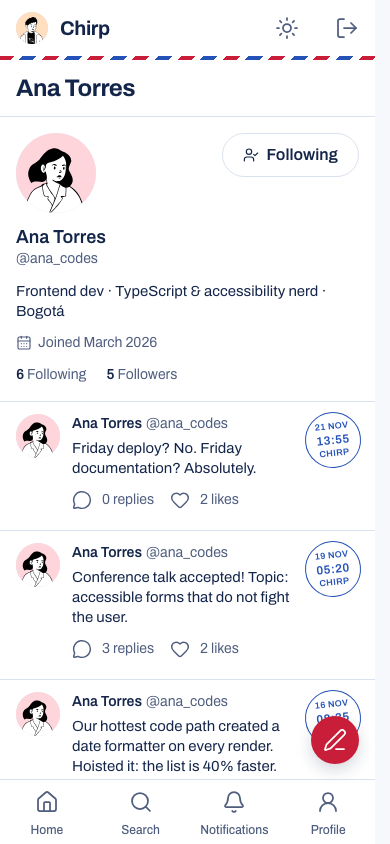 Chirp
Ana Torres
Following
Ana Torres
@ana_codes
Frontend dev · TypeScript & accessibility nerd ·
Bogotá
Joined March 2026
6 Following 5 Followers
Ana Torres @ana_codes
21 NOV
13:55
CHIRP
Friday deploy? No. Friday
documentation? Absolutely.
0 replies 2 likes
Ana Torres @ana_codes
19 NOV
05:20
CHIRP
Conference talk accepted! Topic:
accessible forms that do not fight
the user.
3 replies 2 likes
Ana Torres @ana_codes
16 NOV
Our hottest code path created a
date formatter on every render.
Hoisted it: the list is 40% faster.
Home Search Notifications Profile